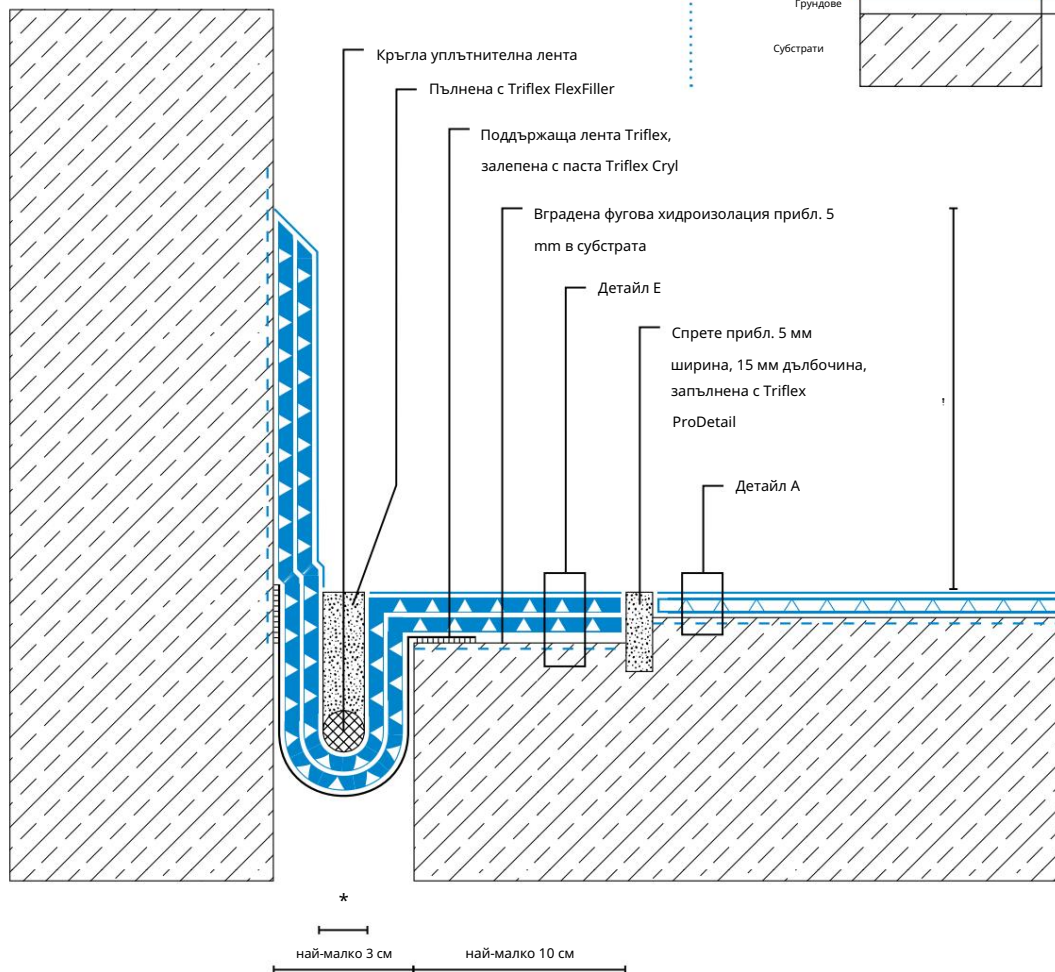 Грундове
Субстрати
Кръгла уплътнителна лента
Пълнена с Triflex FlexFiller
Поддържаща лента Triflex,
залепена с паста Triflex Cryl
Вградена фугова хидроизолация прибл. 5
mm в субстрата
Детайл E
Спрете прибл. 5 мм
ширина, 15 мм дълбочина,
запълнена с Triflex
ProDetail
Детайл А
*
най-малко 3 см
най-малко 10 см